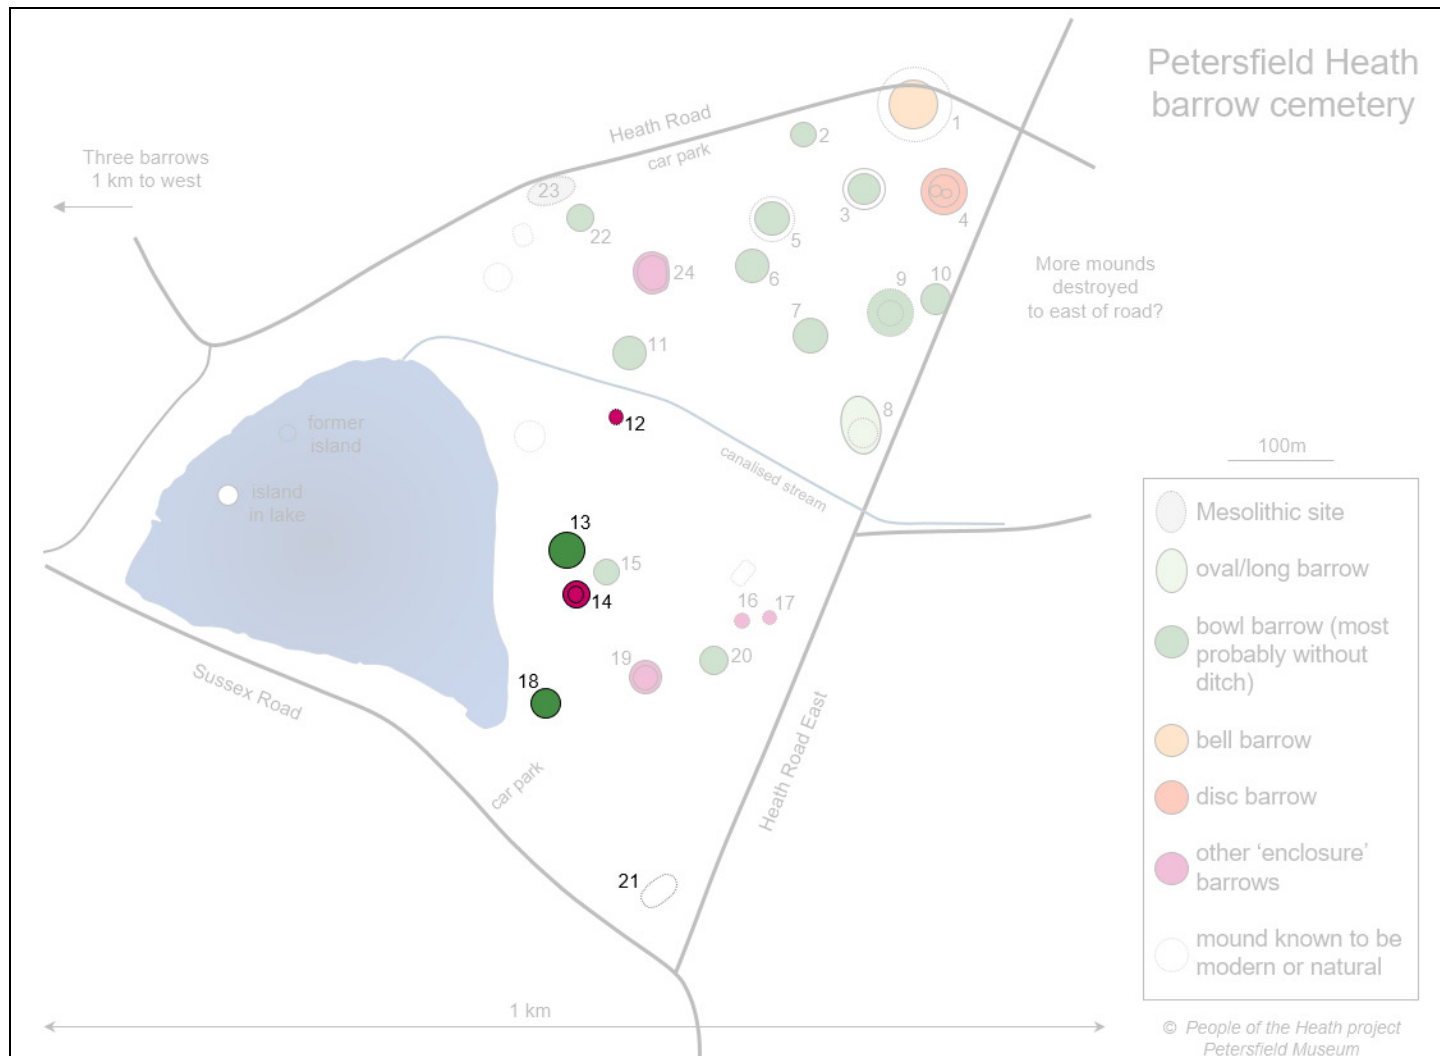 Petersfield Heath
barrow cemetery
Heath Road
car park
1
2
Three barrows
1 km to west
23
22
3
4
5
24
6
More mounds
destroyed
to east of road?
9
10
7
11
8
former
island
12
canalised stream
100m
island
in lake
13
15
14
16
17
19
20
18
Sussex Road
car park
Heath Road East
21
Mesolithic site
oval/long barrow
bowl barrow (most
probably without
ditch)
bell barrow
disc barrow
other ‘enclosure’
barrows
mound known to be
modern or natural
1 km
© People of the Heath project
Petersfield Museum